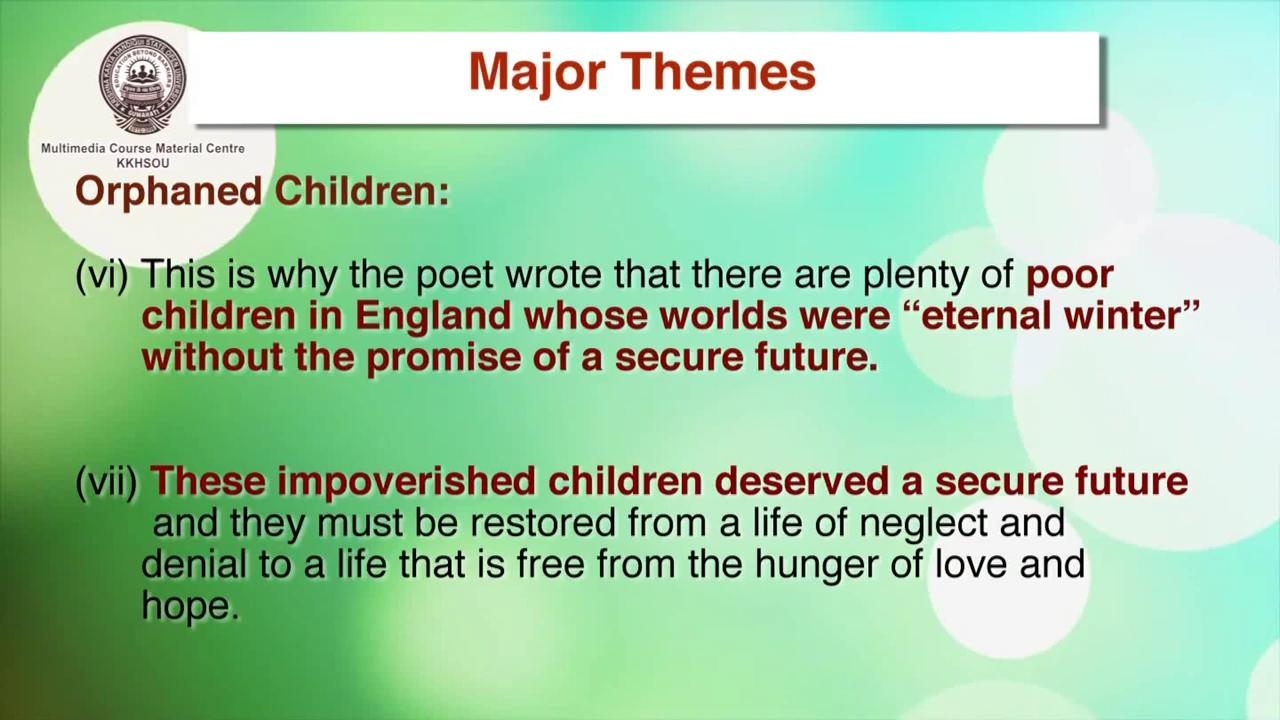 Major Themes
Multimedia Course Material Centre
KKHSOU
Orphaned Children:
(vi) This is why the poet wrote that there are plenty of poor
children in England whose worlds were “eternal winter”
without the promise of a secure future.
(vii) These impoverished children deserved a secure future
and they must be restored from a life of neglect and
denial to a life that is free from the hunger of love and
hope.